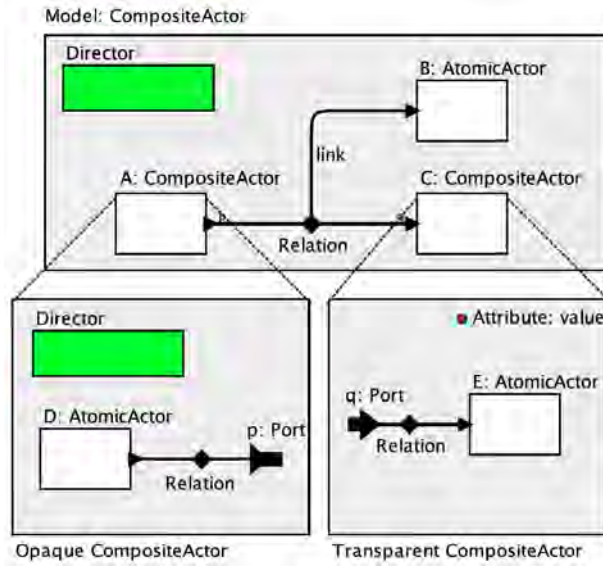 Model: CompositeActor
Director
B: AtomicActor
link
A: CompositeActor
C: CompositeActor
Relation
Director
Attribute: value
D: AtomicActor
p: Port
Relation
q: Port
E: AtomicActor
Relation
Opaque CompositeActor
Transparent CompositeActor